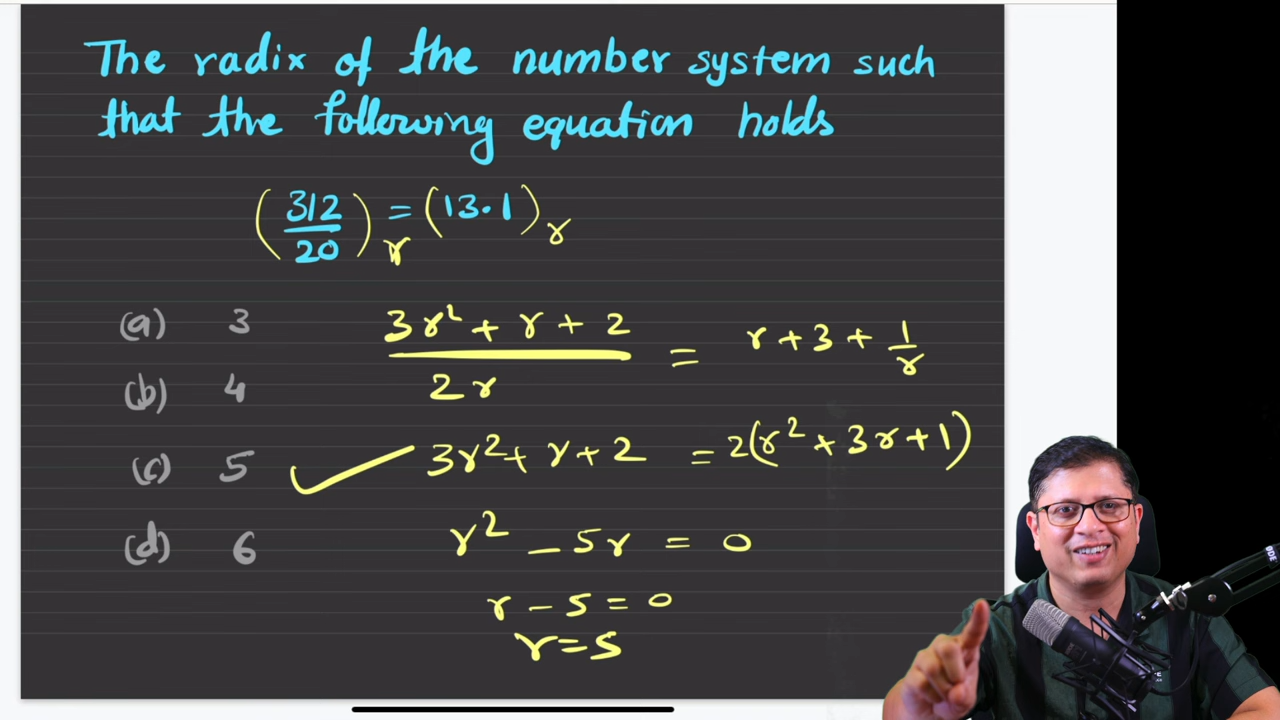 The radix of the number system such
that the following equation holds
(312/20)r = (13.1)r
(a) 3
(b) 4
(c) 5
(d) 6
3r² + r + 2 / 2r = r + 3 + 1/r
3r² + r + 2 = 2(r² + 3r + 1)
r² - 5r = 0
r - 5 = 0
r = 5